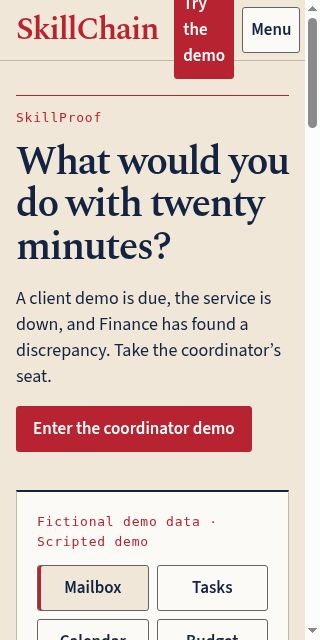 SkillChain
Try
the
demo
Menu
SkillProof
What would you
do with twenty
minutes?
A client demo is due, the service is
down, and Finance has found a
discrepancy. Take the coordinator’s
seat.
Enter the coordinator demo
Fictional demo data ·
Scripted demo
Mailbox
Tasks
Calendar
Budget